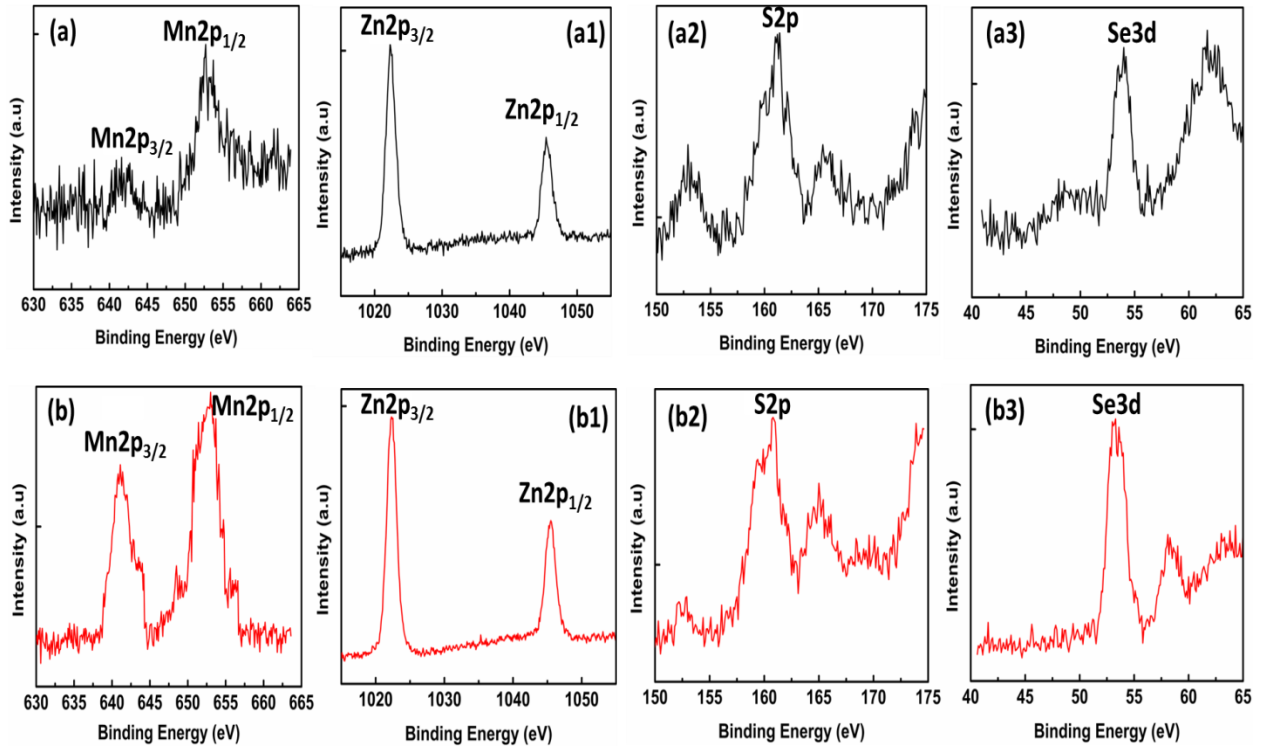 (a)
Mn2p1/2
Mn2p3/2
Intensity (a.u)
630 635 640 645 650 655 660 665
Binding Energy (eV)
Zn2p3/2
(a1)
Zn2p1/2
Intensity (a.u)
1020 1030 1040 1050
Binding Energy (eV)
(a2)
S2p
Intensity (a.u)
150 155 160 165 170 175
Binding Energy (eV)
(a3)
Se3d
Intensity (a.u)
40 45 50 55 60 65
Binding Energy (eV)
(b)
Mn2p1/2
Mn2p3/2
Intensity (a.u)
630 635 640 645 650 655 660 665
Binding Energy (eV)
Zn2p3/2
(b1)
Zn2p1/2
Intensity (a.u)
1020 1030 1040 1050
Binding Energy (eV)
(b2)
S2p
Intensity (a.u)
150 155 160 165 170 175
Binding Energy (eV)
(b3)
Se3d
Intensity (a.u)
40 45 50 55 60 65
Binding Energy (eV)